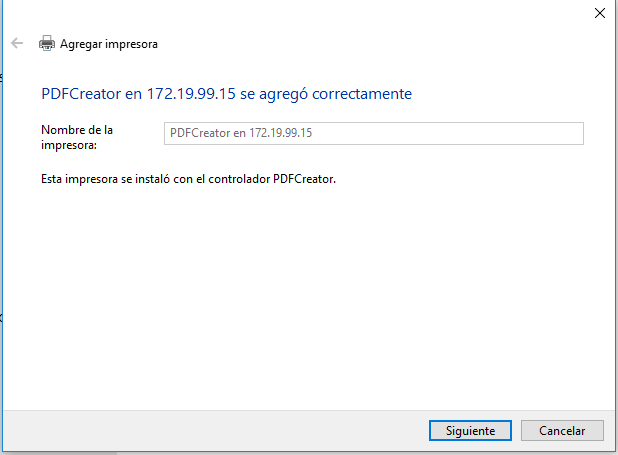 Agregar impresora
PDFCreator en 172.19.99.15 se agregó correctamente
Nombre de la
impresora:
PDFCreator en 172.19.99.15
Esta impresora se instaló con el controlador PDFCreator.
Siguiente
Cancelar